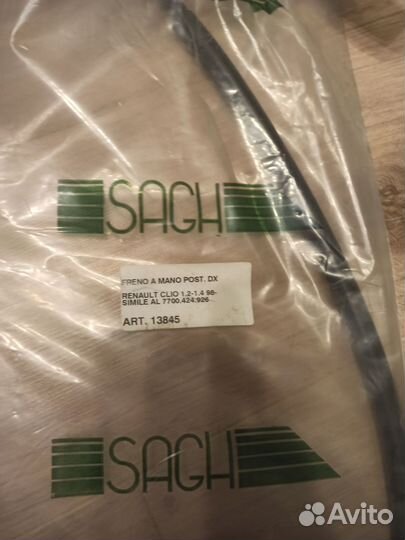 SAGH
FRENO A MANO POST. DX
RENAULT CLIO 1.2-1.4 98-
SIMILE AL 7700.424.926
ART. 13845
SAGH
Avito